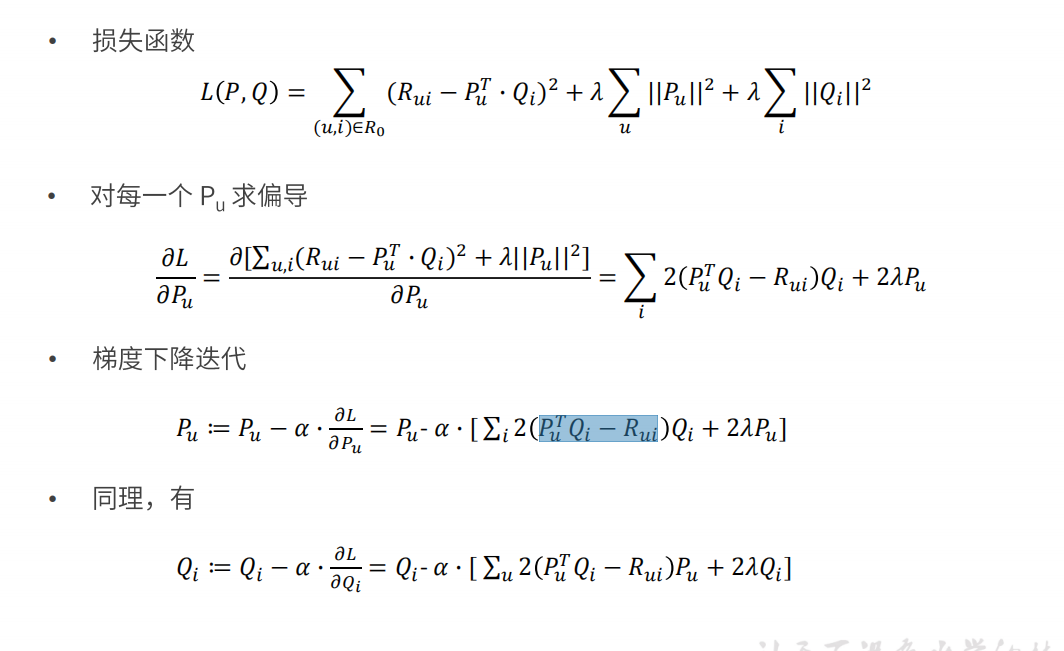 • 损失函数
L(P, Q) = ∑_{(u,i)∈R₀} (R_{ui} − P_u^T · Q_i)² + λ ∑_u ||P_u||² + λ ∑_i ||Q_i||²
• 对每一个 P_u 求偏导
∂L/∂P_u = ∂[∑_{u,i}(R_{ui} − P_u^T · Q_i)² + λ||P_u||²]/∂P_u = ∑_i 2(P_u^T Q_i − R_{ui})Q_i + 2λP_u
• 梯度下降迭代
P_u ≔ P_u − α · ∂L/∂P_u = P_u- α · [ ∑_i 2(P_u^T Q_i − R_{ui})Q_i + 2λP_u]
• 同理，有
Q_i ≔ Q_i − α · ∂L/∂Q_i = Q_i- α · [ ∑_u 2(P_u^T Q_i − R_{ui})P_u + 2λQ_i]